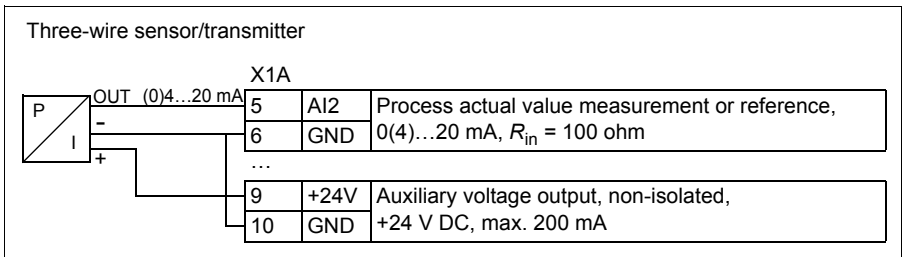 Three-wire sensor/transmitter
X1A
P
I
OUT (0)4…20 mA
-
+
5 AI2 Process actual value measurement or reference,
6 GND 0(4)…20 mA, Rin = 100 ohm
…
9 +24V Auxiliary voltage output, non-isolated,
10 GND +24 V DC, max. 200 mA